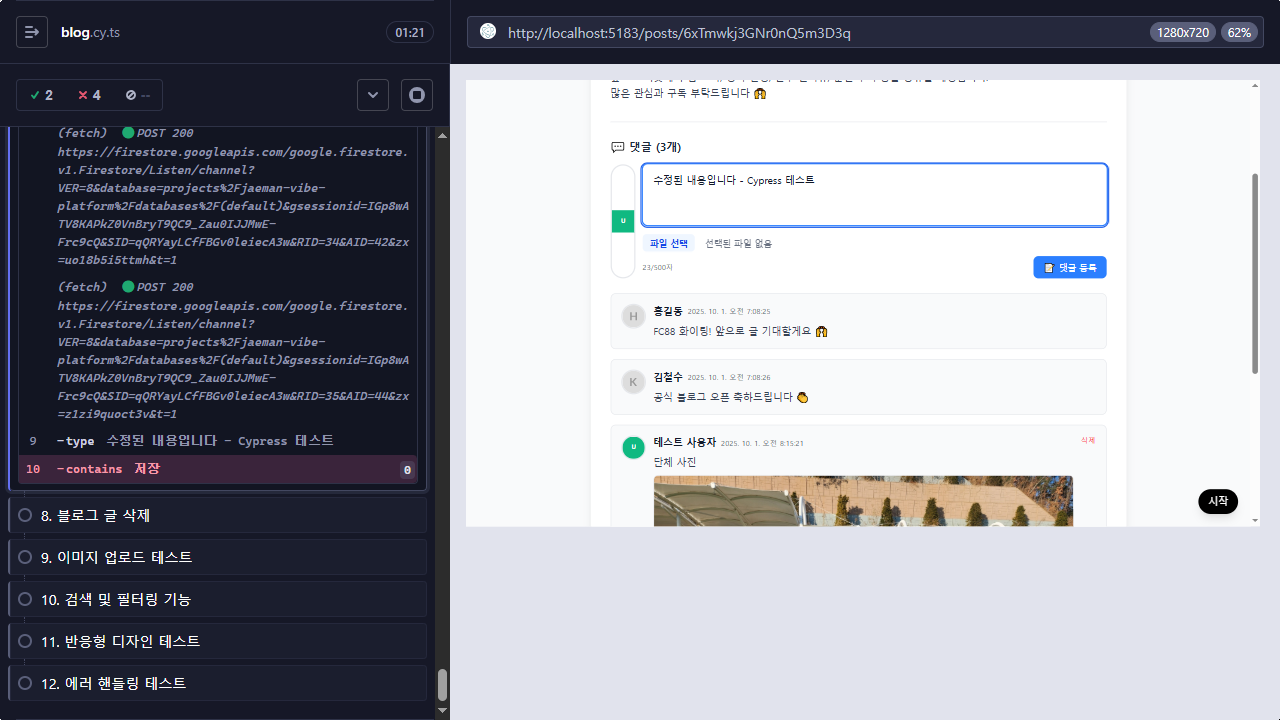 blog.cy.ts
01:21
2
4
--
(fetch) POST 200
https://firestore.googleapis.com/google.firestore.
v1.Firestore/Listen/channel?
VER=8&database=projects%2Fjaeman-vibe-
platform%2Fdatabases%2F(default)&gsessionid=IGp8wA
TV8KAPkZ0VnBryT9QC9_Zau0IJJMwE-
Frc9cQ&SID=qQRYayLCfFBGv0leiecA3w&RID=34&AID=42&zx
=uo18b5i5ttmh&t=1
(fetch) POST 200
https://firestore.googleapis.com/google.firestore.
v1.Firestore/Listen/channel?
VER=8&database=projects%2Fjaeman-vibe-
platform%2Fdatabases%2F(default)&gsessionid=IGp8wA
TV8KAPkZ0VnBryT9QC9_Zau0IJJMwE-
Frc9cQ&SID=qQRYayLCfFBGv0leiecA3w&RID=35&AID=44&zx
=z1zi9quoct3v&t=1
9 -type 수정된 내용입니다 - Cypress 테스트
10 -contains 저장 0
8. 블로그 글 삭제
9. 이미지 업로드 테스트
10. 검색 및 필터링 기능
11. 반응형 디자인 테스트
12. 에러 핸들링 테스트
http://localhost:5183/posts/6xTmwkj3GNr0nQ5m3D3q
1280x720
62%
많은 관심과 구독 부탁드립니다 🙌
💬 댓글 (3개)
U
수정된 내용입니다 - Cypress 테스트
파일 선택 선택된 파일 없음
23/500자
📝 댓글 등록
H
홍길동 2025. 10. 1. 오전 7:08:25
FC88 화이팅! 앞으로 글 기대할게요 🙌
K
김철수 2025. 10. 1. 오전 7:08:26
공식 블로그 오픈 축하드립니다 👏
U
테스트 사용자 2025. 10. 1. 오전 8:15:21
삭제
단체 사진
시작